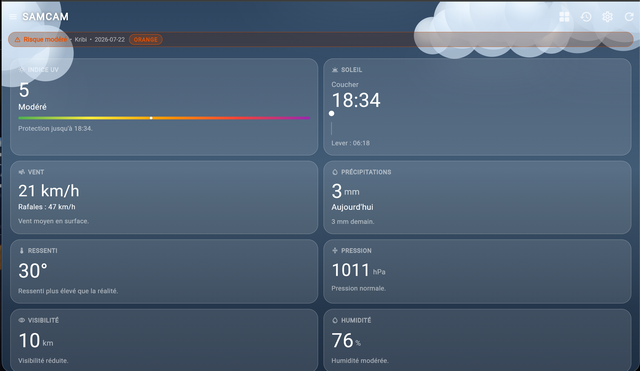 SAMCAM
Risque modéré • Kribi • 2026-07-22 ORANGE
INDICE UV
5
Modéré
Protection jusqu'à 18:34.
SOLEIL
Coucher
18:34
Lever : 06:18
VENT
21 km/h
Rafales : 47 km/h
Vent moyen en surface.
PRÉCIPITATIONS
3 mm
Aujourd'hui
3 mm demain.
RESSENTI
30°
Ressenti plus élevé que la réalité.
PRESSION
1011 hPa
Pression normale.
VISIBILITÉ
10 km
Visibilité réduite.
HUMIDITÉ
76 %
Humidité modérée.